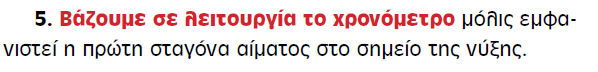 5. Βάζουμε σε λειτουργία το χρονόμετρο μόλις εμφα-
νιστεί η πρώτη σταγόνα αίματος στο σημείο της νύξης.